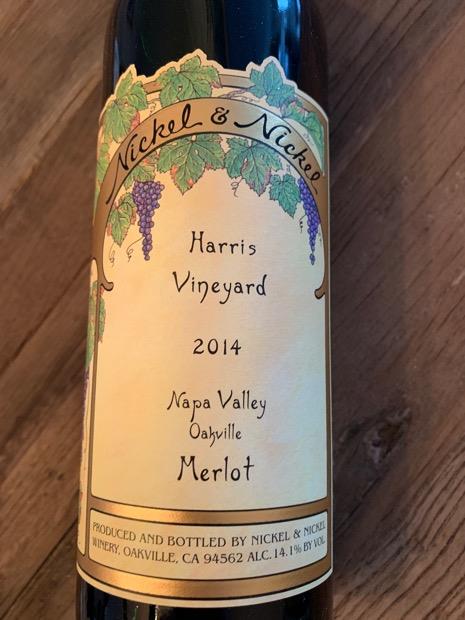 Nickel & Nickel
Harris
Vineyard
2014
Napa Valley
Oakville
Merlot
PRODUCED AND BOTTLED BY NICKEL & NICKEL
WINERY, OAKVILLE, CA 94562 ALC. 14.1% BY VOL.